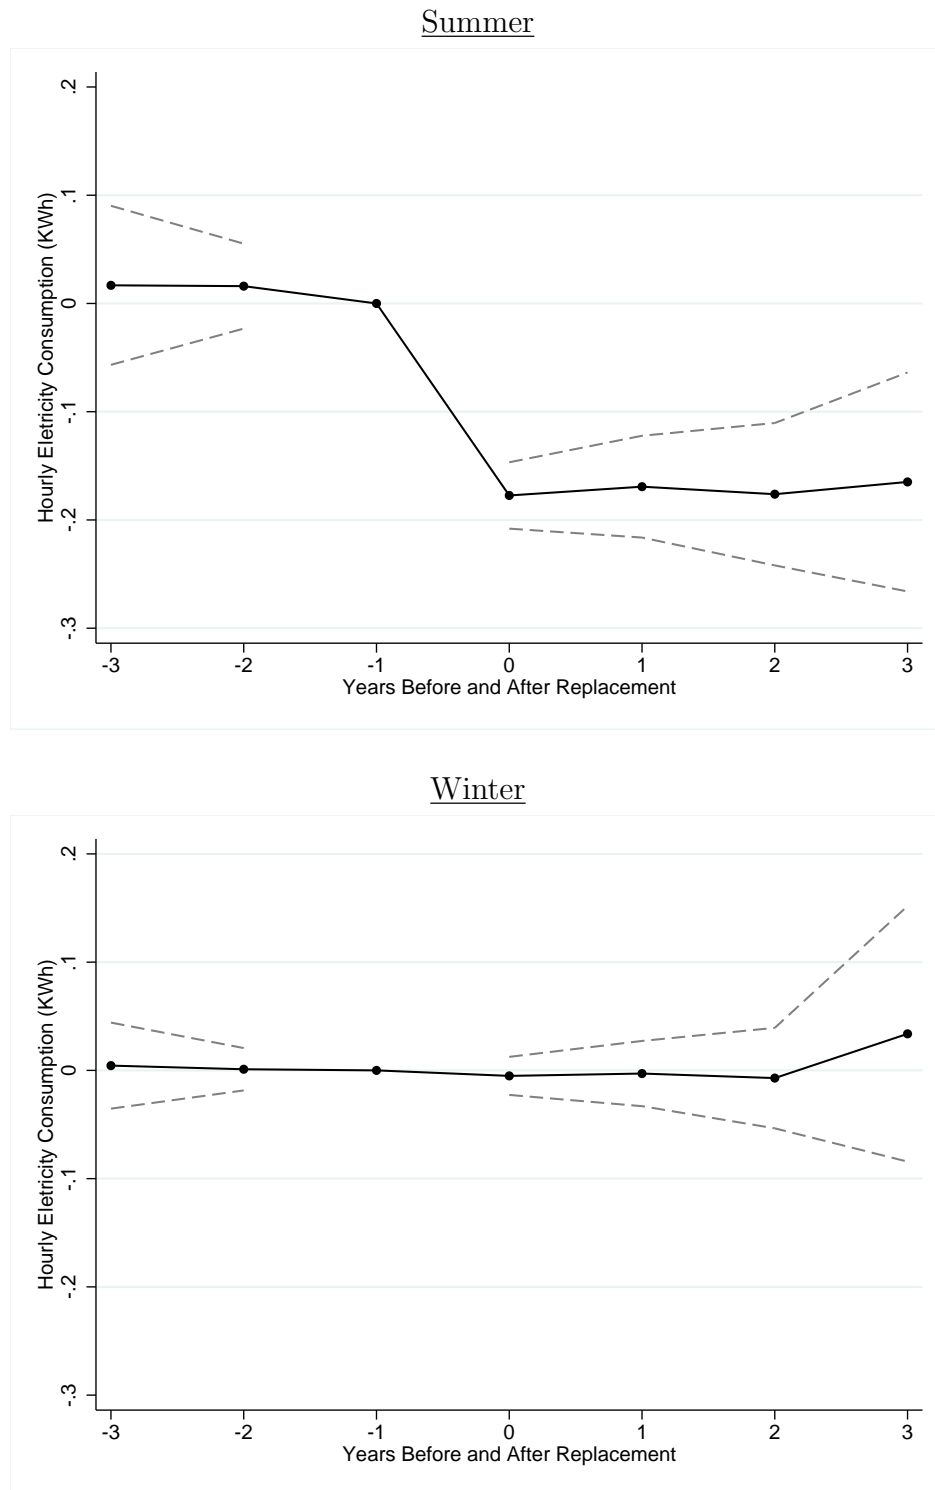 Summer
.2
.1
0
-.1
-.2
-.3
Hourly Eletricity Consumption (KWh)
-3 -2 -1 0 1 2 3
Years Before and After Replacement
Winter
.2
.1
0
-.1
-.2
-.3
Hourly Eletricity Consumption (KWh)
-3 -2 -1 0 1 2 3
Years Before and After Replacement